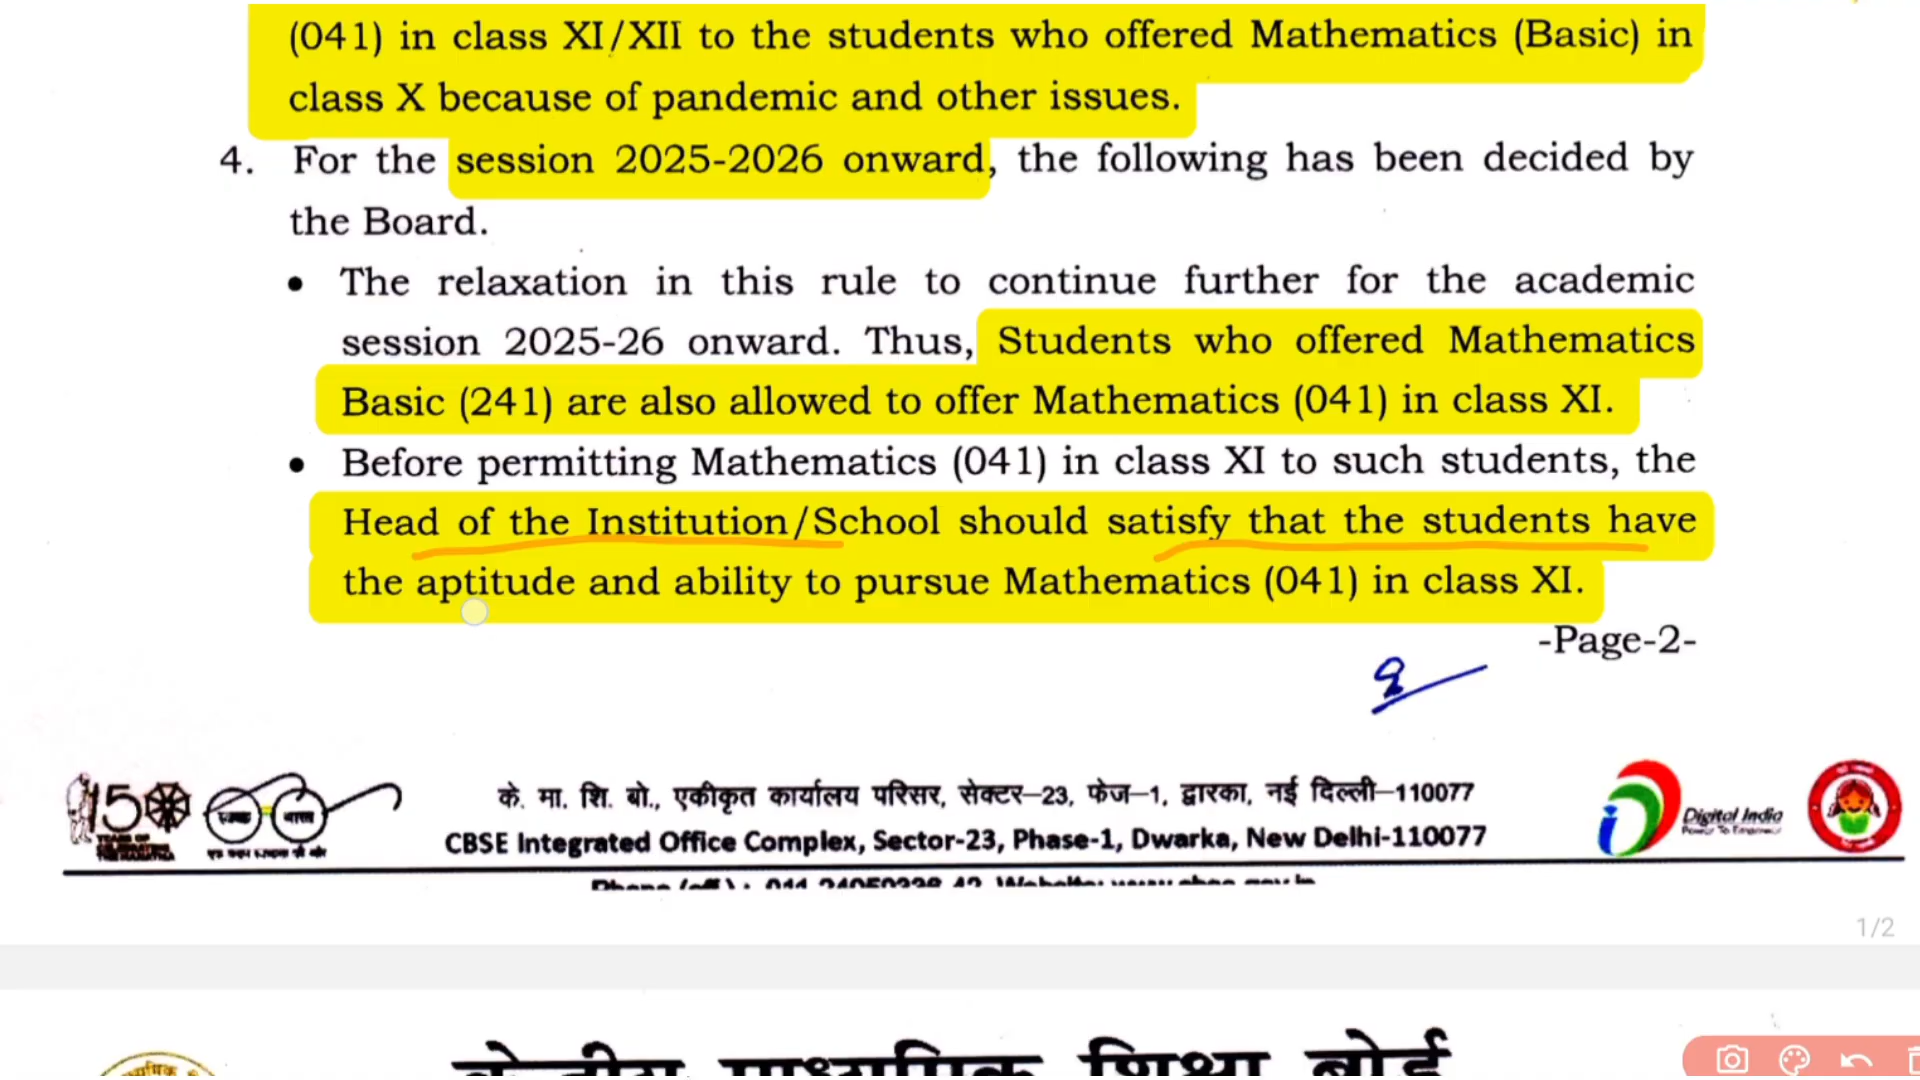 (041) in class XI/XII to the students who offered Mathematics (Basic) in
class X because of pandemic and other issues.
4. For the session 2025-2026 onward, the following has been decided by
the Board.
• The relaxation in this rule to continue further for the academic
session 2025-26 onward. Thus, Students who offered Mathematics
Basic (241) are also allowed to offer Mathematics (041) in class XI.
• Before permitting Mathematics (041) in class XI to such students, the
Head of the Institution/School should satisfy that the students have
the aptitude and ability to pursue Mathematics (041) in class XI.
-Page-2-
150
के. मा. शि. बो., एकीकृत कार्यालय परिसर, सेक्टर–23, फेज–1, द्वारका, नई दिल्ली–110077
CBSE Integrated Office Complex, Sector-23, Phase-1, Dwarka, New Delhi-110077
Digital India
Power To Empower
1/2
केन्द्रीय माध्यमिक शिक्षा बोर्ड